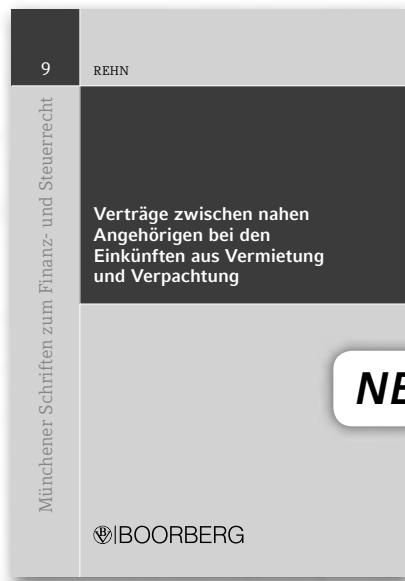 9
REHN
Münchener Schriften zum Finanz- und Steuerrecht
Verträge zwischen nahen
Angehörigen bei den
Einkünften aus Vermietung
und Verpachtung
NE
BOORBERG